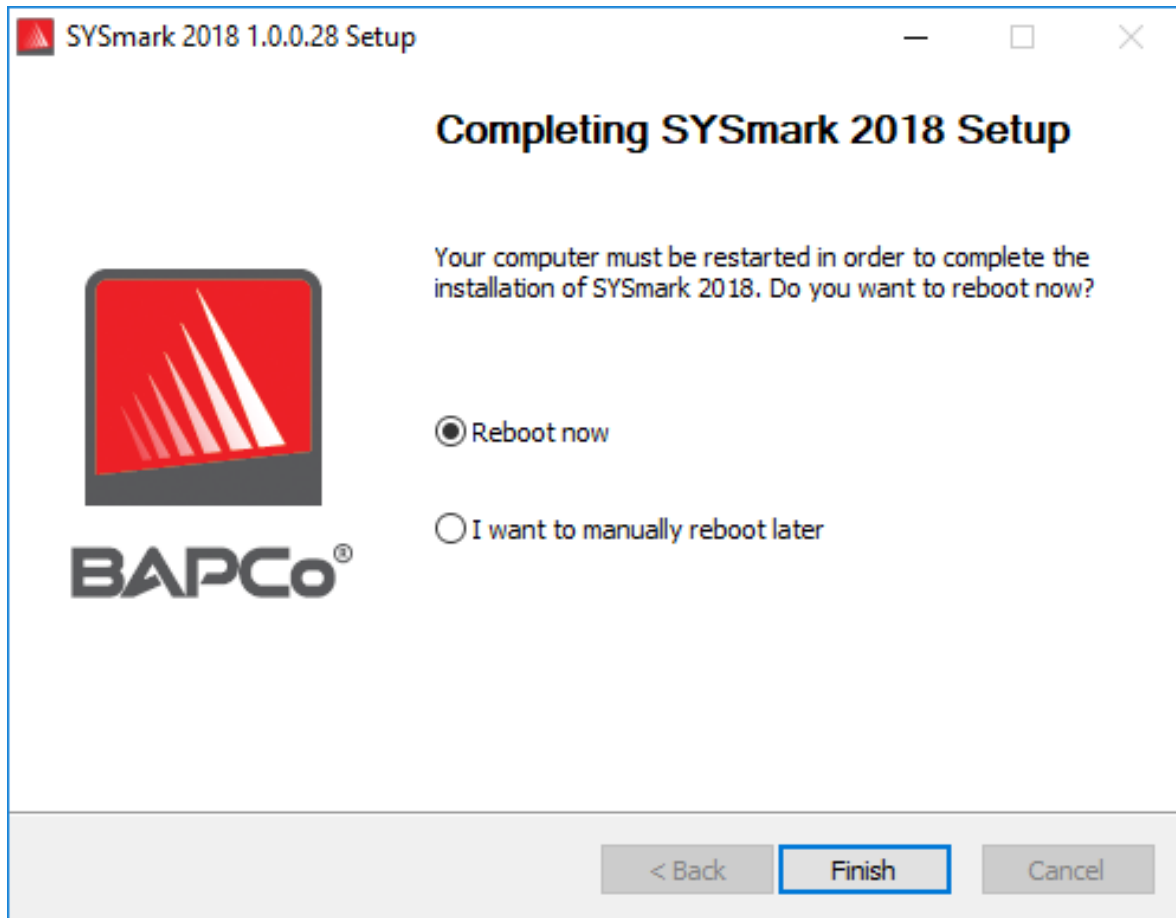 SYSmark 2018 1.0.0.28 Setup
Completing SYSmark 2018 Setup
Your computer must be restarted in order to complete the
installation of SYSmark 2018. Do you want to reboot now?
Reboot now
I want to manually reboot later
BAPCo®
< Back
Finish
Cancel